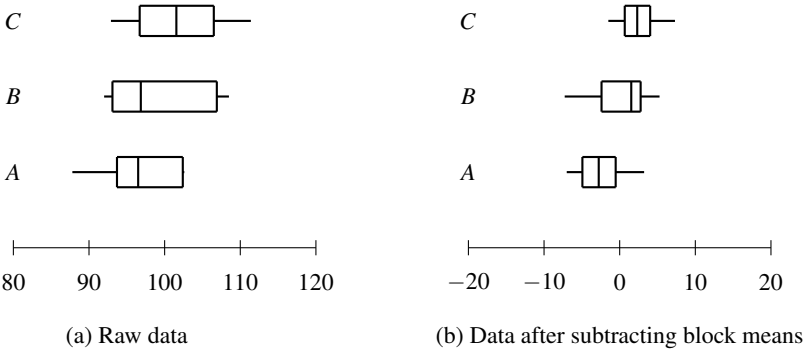 C
C
B
B
A
A
80 90 100 110 120
−20 −10 0 10 20
(a) Raw data
(b) Data after subtracting block means